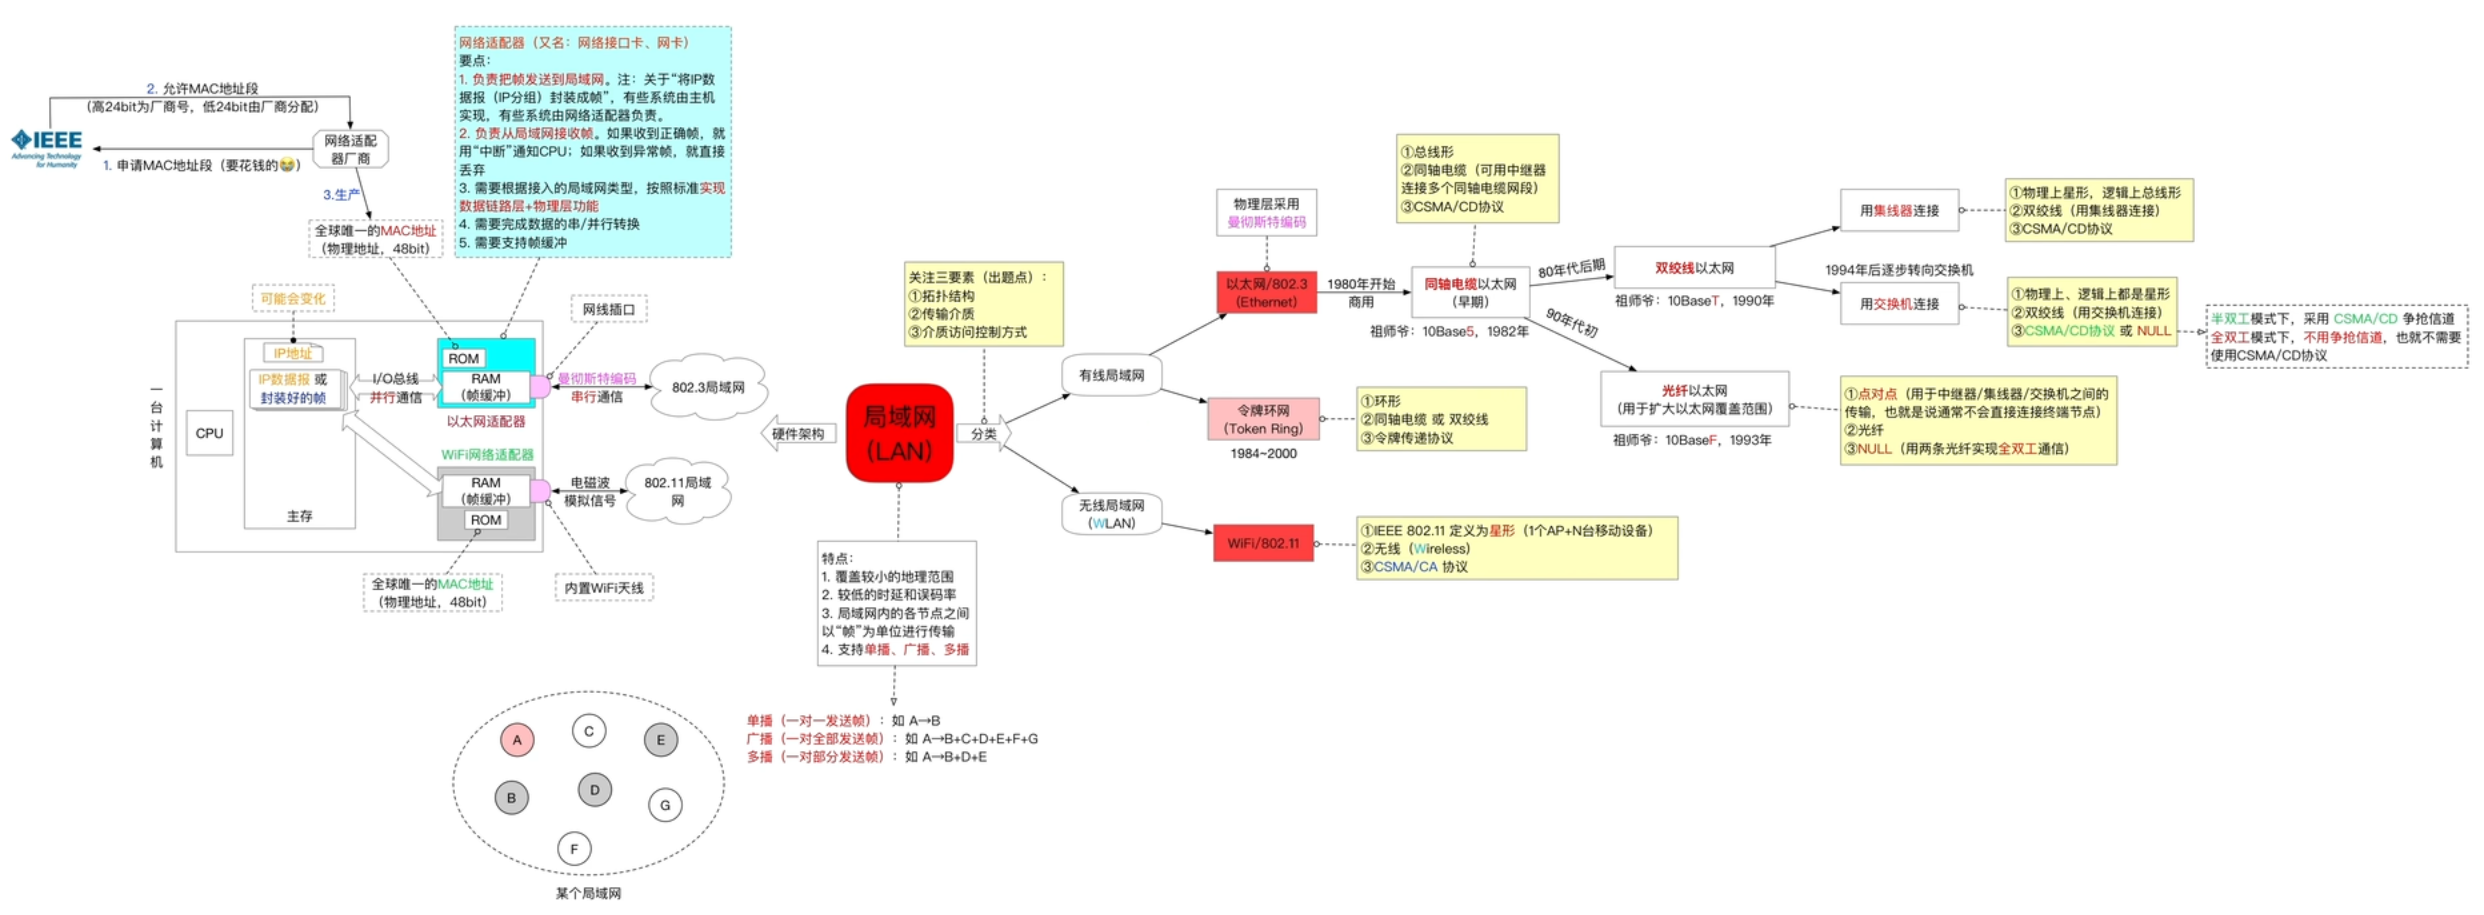 2. 允许MAC地址段
（高24bit为厂商号，低24bit由厂商分配）
IEEE
Advancing Technology
for Humanity
网络适配
器厂商
1. 申请MAC地址段（要花钱的😭）
3.生产
全球唯一的MAC地址
（物理地址，48bit）
网络适配器（又名：网络接口卡、网卡）
要点：
1. 负责把帧发送到局域网。注：关于“将IP数
据报（IP分组）封装成帧”，有些系统由主机
实现，有些系统由网络适配器负责。
2. 负责从局域网接收帧。如果收到正确帧，就
用“中断”通知CPU；如果收到异常帧，就直接
丢弃
3. 需要根据接入的局域网类型，按照标准实现
数据链路层+物理层功能
4. 需要完成数据的串/并行转换
5. 需要支持帧缓冲
可能会变化
网线插口
一台计算机
CPU
IP地址
IP数据报 或
封装好的帧
主存
I/O总线
并行通信
ROM
RAM
（帧缓冲）
以太网适配器
曼彻斯特编码
串行通信
802.3局域网
WiFi网络适配器
RAM
（帧缓冲）
ROM
电磁波
模拟信号
802.11局域
网
全球唯一的MAC地址
（物理地址，48bit）
内置WiFi天线
硬件架构
局域网
（LAN）
分类
关注三要素（出题点）：
①拓扑结构
②传输介质
③介质访问控制方式
特点：
1. 覆盖较小的地理范围
2. 较低的时延和误码率
3. 局域网内的各节点之间
以“帧”为单位进行传输
4. 支持单播、广播、多播
单播（一对一发送帧）：如 A→B
广播（一对全部发送帧）：如 A→B+C+D+E+F+G
多播（一对部分发送帧）：如 A→B+D+E
A
C
E
B
D
G
F
某个局域网
有线局域网
无线局域网
（WLAN）
物理层采用
曼彻斯特编码
以太网/802.3
（Ethernet）
1980年开始
商用
①总线形
②同轴电缆（可用中继器
连接多个同轴电缆网段）
③CSMA/CD协议
同轴电缆以太网
（早期）
祖师爷：10Base5，1982年
80年代后期
双绞线以太网
祖师爷：10BaseT，1990年
用集线器连接
①物理上星形，逻辑上总线形
②双绞线（用集线器连接）
③CSMA/CD协议
1994年后逐步转向交换机
用交换机连接
①物理上、逻辑上都是星形
②双绞线（用交换机连接）
③CSMA/CD协议 或 NULL
半双工模式下，采用 CSMA/CD 争抢信道
全双工模式下，不用争抢信道，也就不需要
使用CSMA/CD协议
90年代初
光纤以太网
（用于扩大以太网覆盖范围）
祖师爷：10BaseF，1993年
①点对点（用于中继器/集线器/交换机之间的
传输，也就是说通常不会直接连接终端节点）
②光纤
③NULL（用两条光纤实现全双工通信）
令牌环网
（Token Ring）
1984~2000
①环形
②同轴电缆 或 双绞线
③令牌传递协议
WiFi/802.11
①IEEE 802.11 定义为星形（1个AP+N台移动设备）
②无线（Wireless）
③CSMA/CA 协议